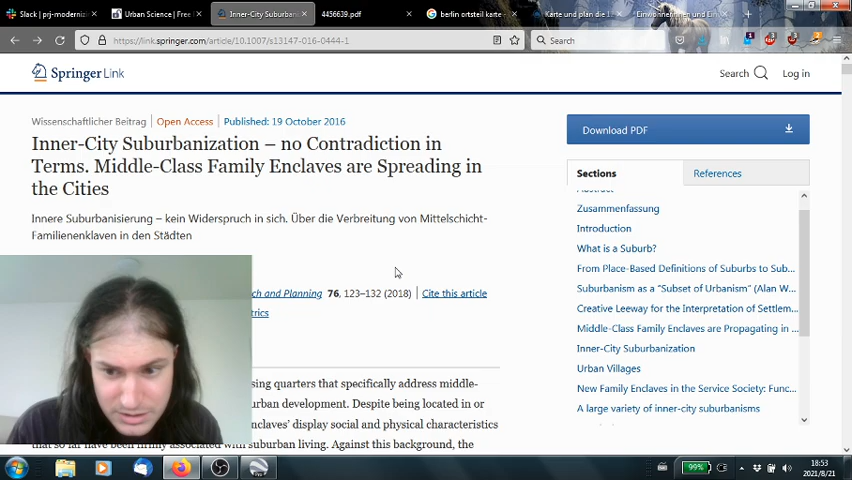 Slack | prj-moderniz
Urban Science | Free
Inner-City Suburban
4456639.pdf
berlin ortsteil karte -
Karte und plan die 1
Einwohnerinnen und Ein
https://link.springer.com/article/10.1007/s13147-016-0444-1
Search
Springer Link
Search
Log in
Wissenschaftlicher Beitrag | Open Access | Published: 19 October 2016
Inner-City Suburbanization – no Contradiction in
Terms. Middle-Class Family Enclaves are Spreading in
the Cities
Innere Suburbanisierung – kein Widerspruch in sich. Über die Verbreitung von Mittelschicht-
Familienenklaven in den Städten
ch and Planning 76, 123–132 (2018) | Cite this article
trics
sing quarters that specifically address middle-
urban development. Despite being located in or
nclaves' display social and physical characteristics
that so far have been firmly associated with suburban living. Against this background, the
Download PDF
Sections
References
Abstract
Zusammenfassung
Introduction
What is a Suburb?
From Place-Based Definitions of Suburbs to Sub...
Suburbanism as a “Subset of Urbanism” (Alan W...
Creative Leeway for the Interpretation of Settlem...
Middle-Class Family Enclaves are Propagating in ...
Inner-City Suburbanization
Urban Villages
New Family Enclaves in the Service Society: Func...
A large variety of inner-city suburbanisms
99%
18:53
2021/8/21